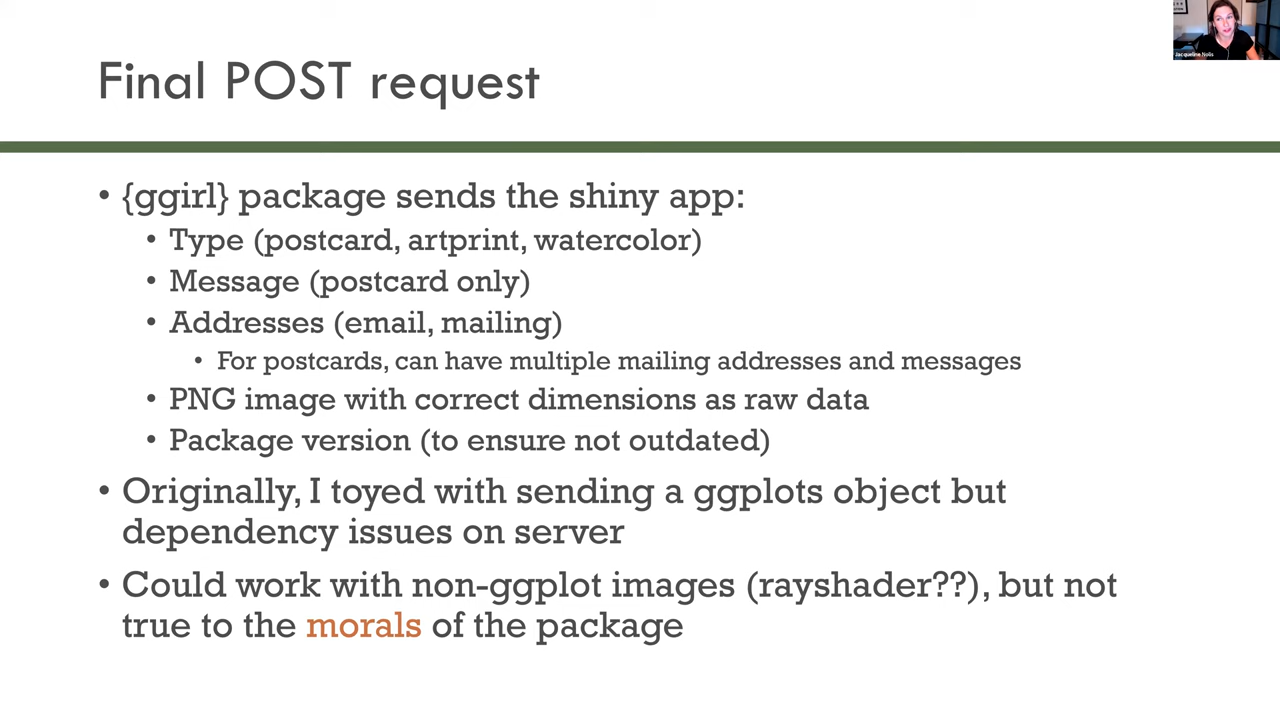 Jacqueline Nolis
Final POST request
• {ggirl} package sends the shiny app:
• Type (postcard, artprint, watercolor)
• Message (postcard only)
• Addresses (email, mailing)
• For postcards, can have multiple mailing addresses and messages
• PNG image with correct dimensions as raw data
• Package version (to ensure not outdated)
• Originally, I toyed with sending a ggplots object but
dependency issues on server
• Could work with non-ggplot images (rayshader??), but not
true to the morals of the package